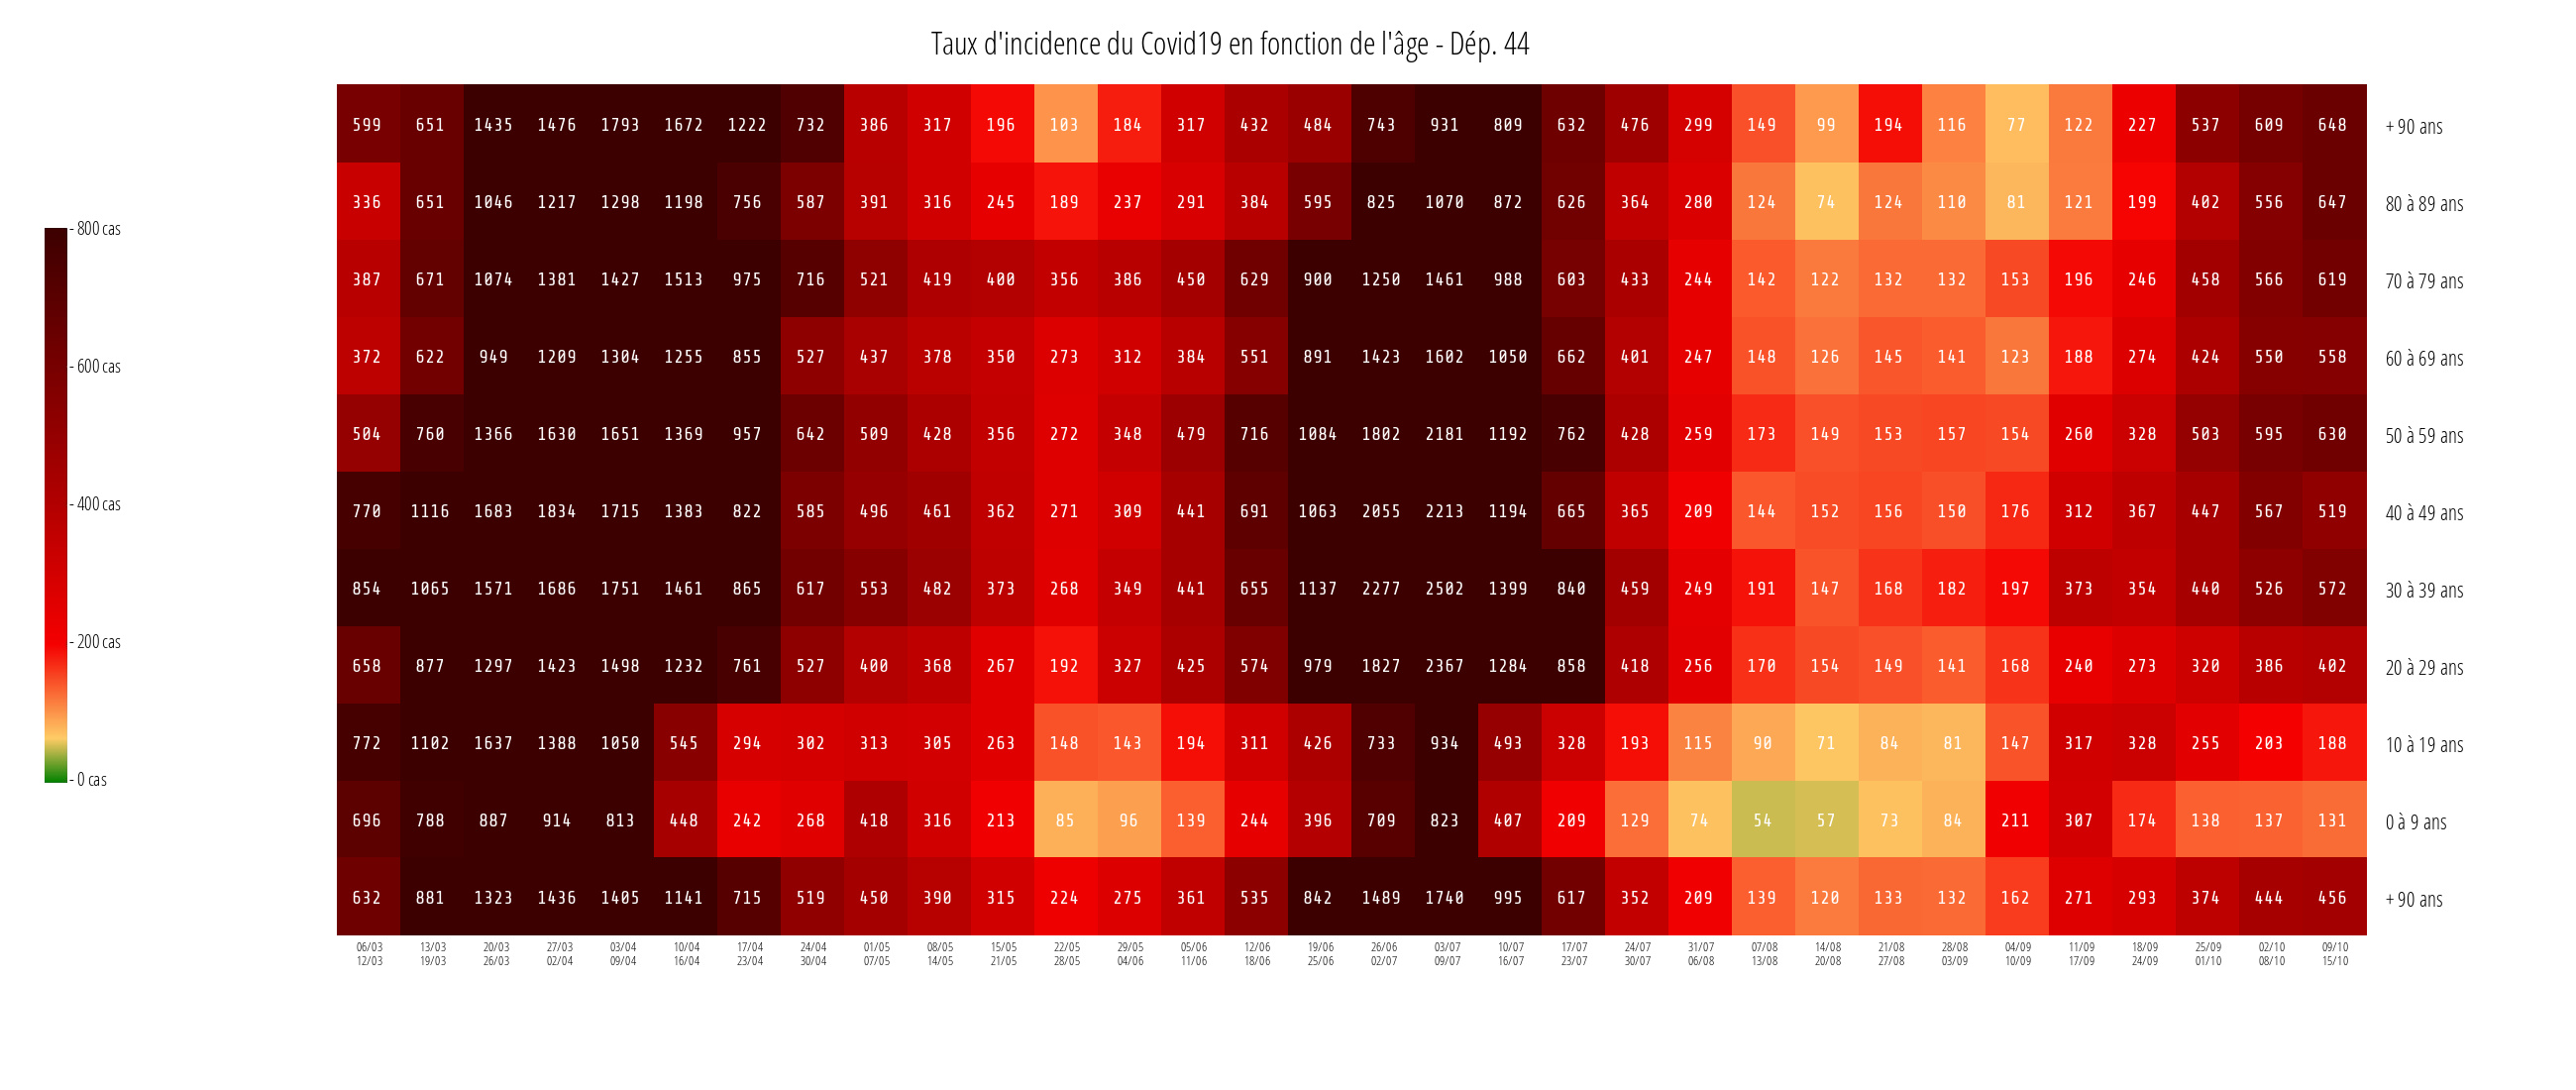 Taux d'incidence du Covid19 en fonction de l'âge - Dép. 44
- 800 cas
- 600 cas
- 400 cas
- 200 cas
- 0 cas
599 651 1435 1476 1793 1672 1222 732 386 317 196 103 184 317 432 484 743 931 809 632 476 299 149 99 194 116 77 122 227 537 609 648 + 90 ans
336 651 1046 1217 1298 1198 756 587 391 316 245 189 237 291 384 595 825 1070 872 626 364 280 124 74 124 110 81 121 199 402 556 647 80 à 89 ans
387 671 1074 1381 1427 1513 975 716 521 419 400 356 386 450 629 900 1250 1461 988 603 433 244 142 122 132 132 153 196 246 458 566 619 70 à 79 ans
372 622 949 1209 1304 1255 855 527 437 378 350 273 312 384 551 891 1423 1602 1050 662 401 247 148 126 145 141 123 188 274 424 550 558 60 à 69 ans
504 760 1366 1630 1651 1369 957 642 509 428 356 272 348 479 716 1084 1802 2181 1192 762 428 259 173 149 153 157 154 260 328 503 595 630 50 à 59 ans
770 1116 1683 1834 1715 1383 822 585 496 461 362 271 309 441 691 1063 2055 2213 1194 665 365 209 144 152 156 150 176 312 367 447 567 519 40 à 49 ans
854 1065 1571 1686 1751 1461 865 617 553 482 373 268 349 441 655 1137 2277 2502 1399 840 459 249 191 147 168 182 197 373 354 440 526 572 30 à 39 ans
658 877 1297 1423 1498 1232 761 527 400 368 267 192 327 425 574 979 1827 2367 1284 858 418 256 170 154 149 141 168 240 273 320 386 402 20 à 29 ans
772 1102 1637 1388 1050 545 294 302 313 305 263 148 143 194 311 426 733 934 493 328 193 115 90 71 84 81 147 317 328 255 203 188 10 à 19 ans
696 788 887 914 813 448 242 268 418 316 213 85 96 139 244 396 709 823 407 209 129 74 54 57 73 84 211 307 174 138 137 131 0 à 9 ans
632 881 1323 1436 1405 1141 715 519 450 390 315 224 275 361 535 842 1489 1740 995 617 352 209 139 120 133 132 162 271 293 374 444 456 + 90 ans
06/03 13/03 20/03 27/03 03/04 10/04 17/04 24/04 01/05 08/05 15/05 22/05 29/05 05/06 12/06 19/06 26/06 03/07 10/07 17/07 24/07 31/07 07/08 14/08 21/08 28/08 04/09 11/09 18/09 25/09 02/10 09/10
12/03 19/03 26/03 02/04 09/04 16/04 23/04 30/04 07/05 14/05 21/05 28/05 04/06 11/06 18/06 25/06 02/07 09/07 16/07 23/07 30/07 06/08 13/08 20/08 27/08 03/09 10/09 17/09 24/09 01/10 08/10 15/10